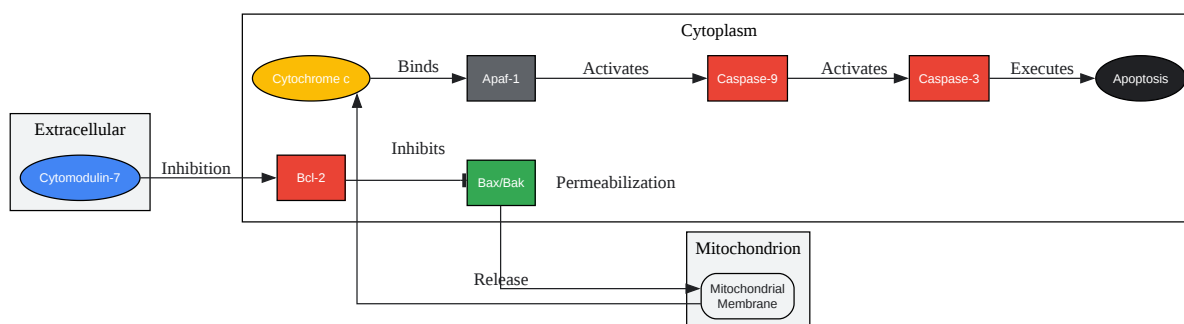 Cytoplasm
Cytochrome c
Binds
Apaf-1
Activates
Caspase-9
Activates
Caspase-3
Executes
Apoptosis
Extracellular
Cytomodulin-7
Inhibition
Bcl-2
Inhibits
Bax/Bak
Permeabilization
Mitochondrion
Release
Mitochondrial
Membrane